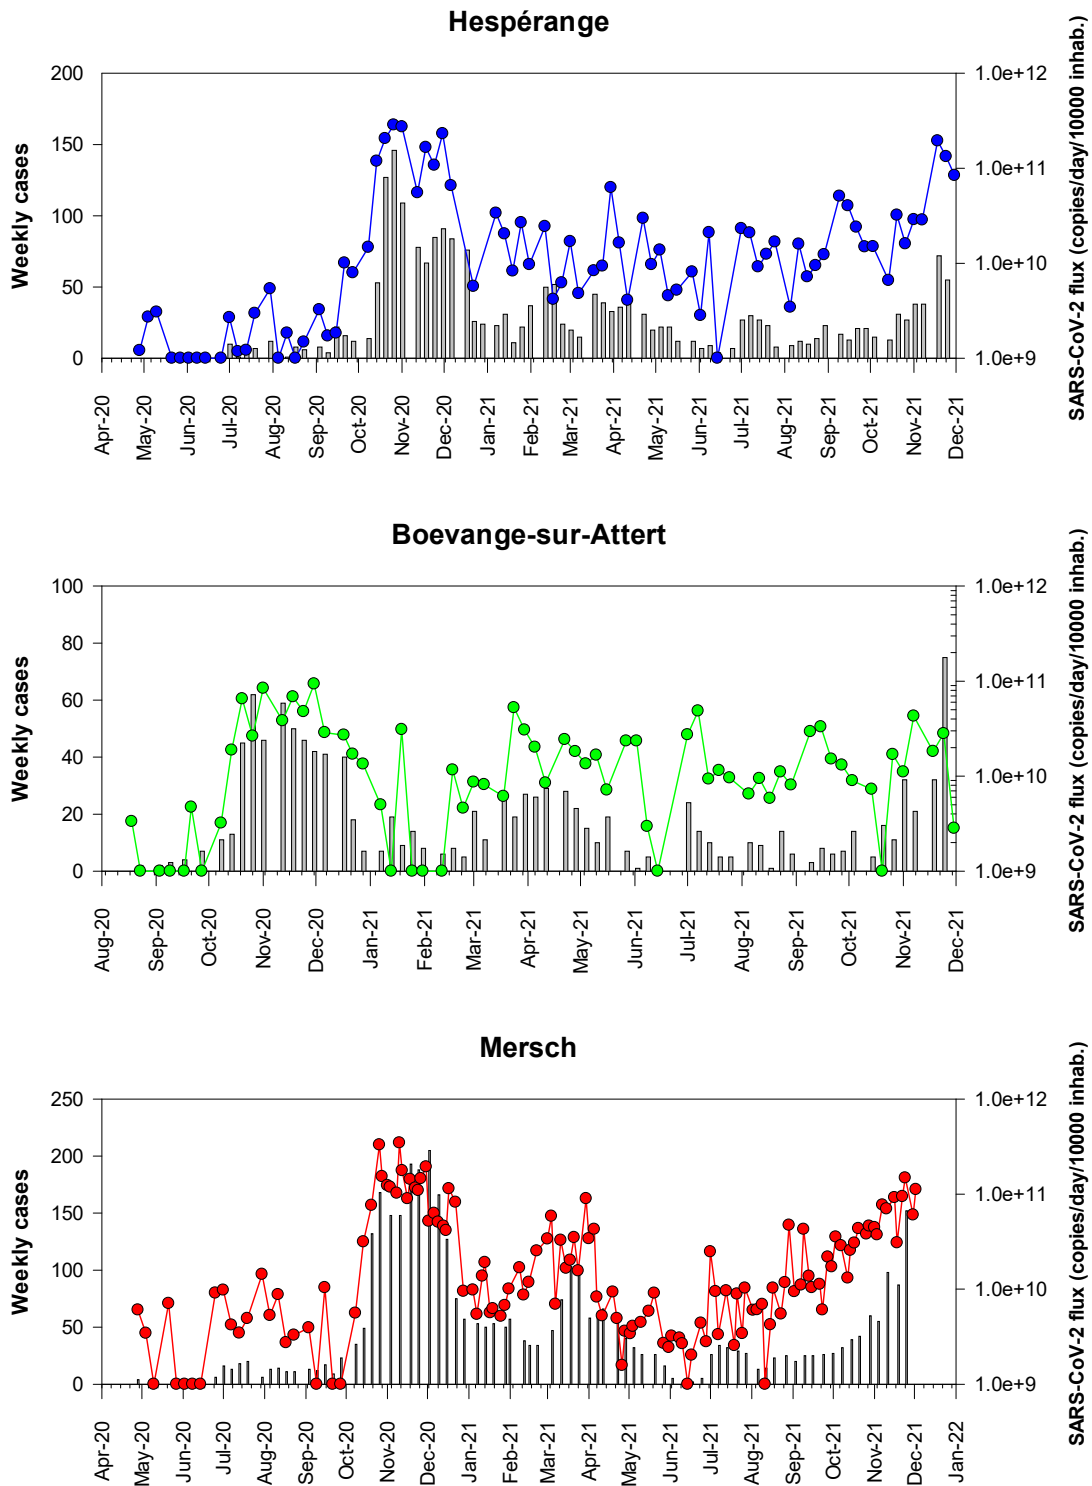 Hespérange
Weekly cases
SARS-CoV-2 flux (copies/day/10000 inhab.)
200
150
100
50
0
1.0e+12
1.0e+11
1.0e+10
1.0e+9
Apr-20
May-20
Jun-20
Jul-20
Aug-20
Sep-20
Oct-20
Nov-20
Dec-20
Jan-21
Feb-21
Mar-21
Apr-21
May-21
Jun-21
Jul-21
Aug-21
Sep-21
Oct-21
Nov-21
Dec-21
Boevange-sur-Attert
Weekly cases
SARS-CoV-2 flux (copies/day/10000 inhab.)
100
80
60
40
20
0
1.0e+12
1.0e+11
1.0e+10
1.0e+9
Aug-20
Sep-20
Oct-20
Nov-20
Dec-20
Jan-21
Feb-21
Mar-21
Apr-21
May-21
Jun-21
Jul-21
Aug-21
Sep-21
Oct-21
Nov-21
Dec-21
Mersch
Weekly cases
SARS-CoV-2 flux (copies/day/10000 inhab.)
250
200
150
100
50
0
1.0e+12
1.0e+11
1.0e+10
1.0e+9
Apr-20
May-20
Jun-20
Jul-20
Aug-20
Sep-20
Oct-20
Nov-20
Dec-20
Jan-21
Feb-21
Mar-21
Apr-21
May-21
Jun-21
Jul-21
Aug-21
Sep-21
Oct-21
Nov-21
Dec-21
Jan-22